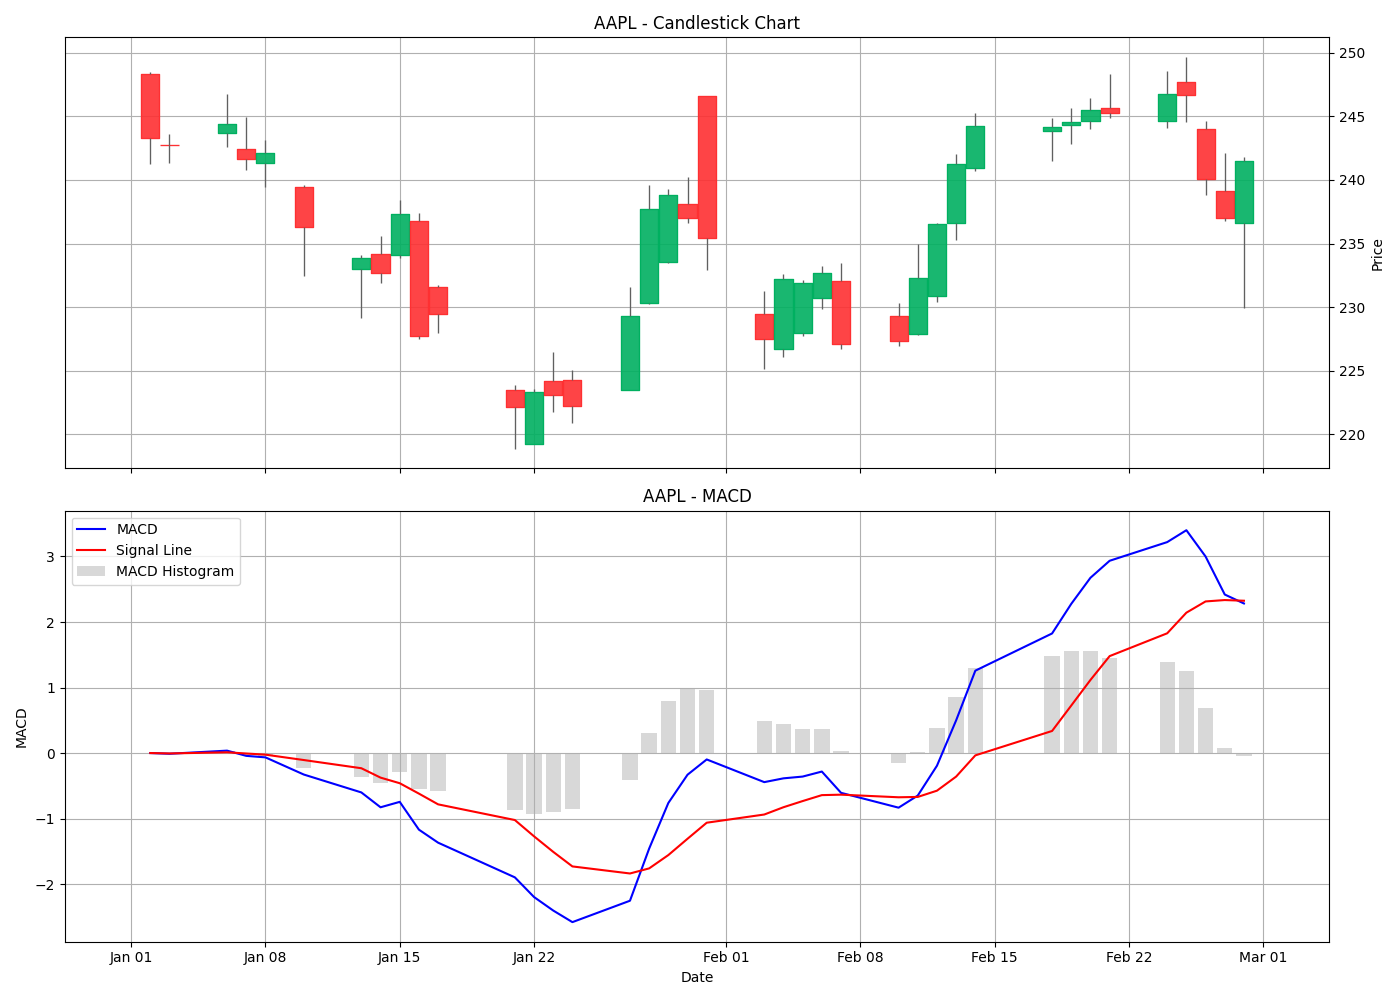 AAPL - Candlestick Chart
250
245
240
235
230
225
220
Price
AAPL - MACD
MACD
Signal Line
MACD Histogram
3
2
1
0
−1
−2
MACD
Jan 01 Jan 08 Jan 15 Jan 22 Feb 01 Feb 08 Feb 15 Feb 22 Mar 01
Date